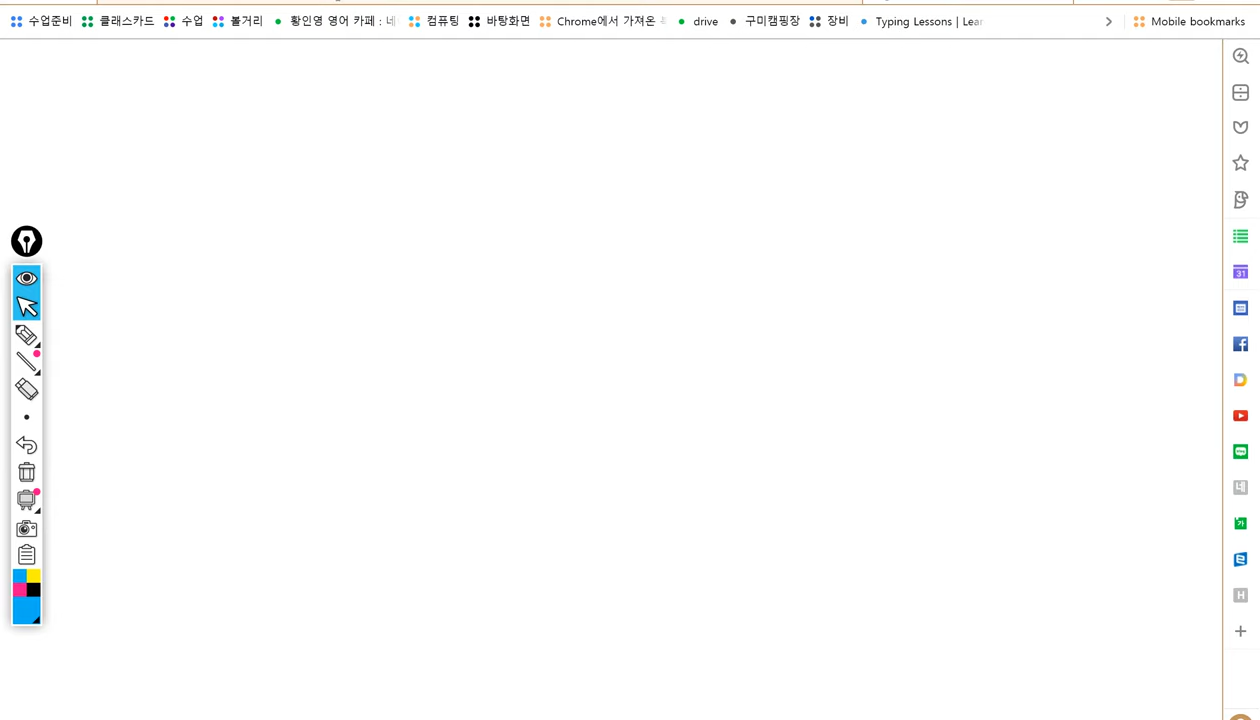 수업준비 클래스카드 수업 볼거리 황인영 영어 카페 : 네 컴퓨팅 바탕화면 Chrome에서 가져온 drive 구미캠핑장 장비 Typing Lessons | Lear Mobile bookmarks
31